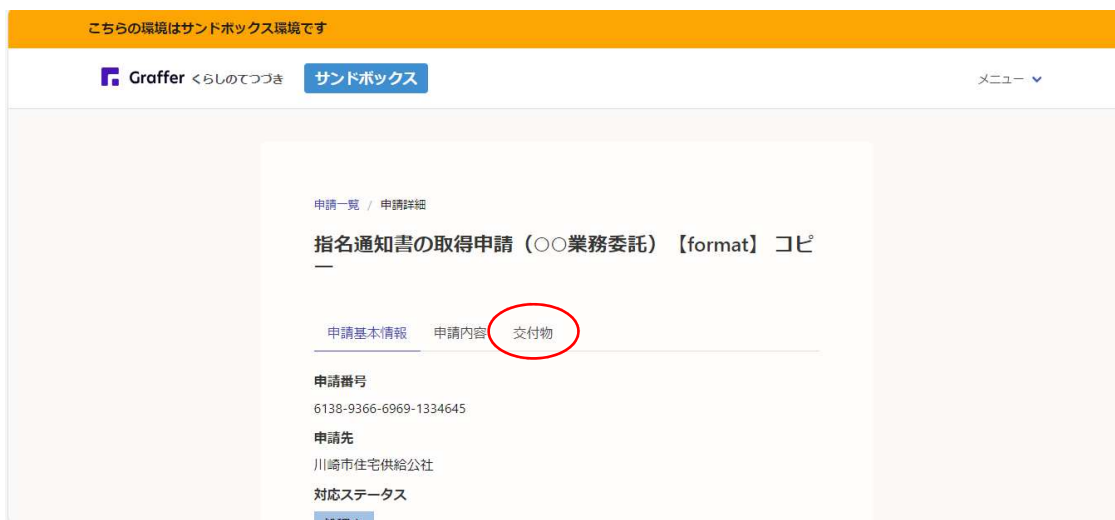 こちらの環境はサンドボックス環境です
Graffer くらしのてつづき サンドボックス メニュー
申請一覧 / 申請詳細
指名通知書の取得申請（○○業務委託）【format】 コピ
ー
申請基本情報 申請内容 交付物
申請番号
6138-9366-6969-1334645
申請先
川崎市住宅供給公社
対応ステータス